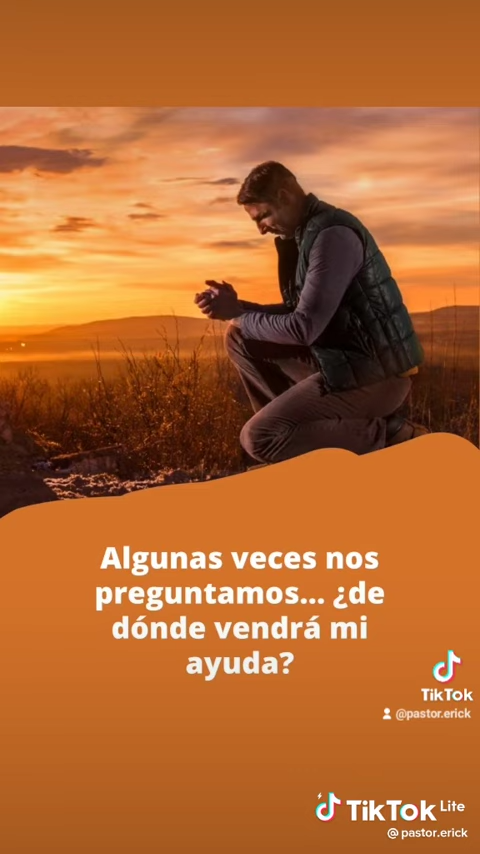 Algunas veces nos
preguntamos... ¿de
dónde vendrá mi
ayuda?
TikTok
@pastor.erick
TikTok Lite
@pastor.erick